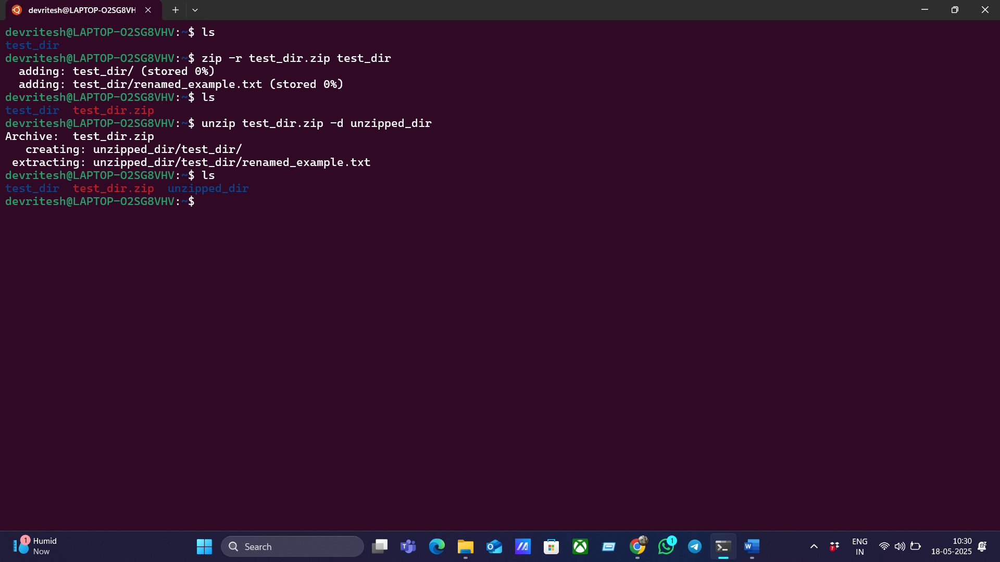 devritesh@LAPTOP-O2SG8VH
devritesh@LAPTOP-O2SG8VHV:~$ ls
test_dir
devritesh@LAPTOP-O2SG8VHV:~$ zip -r test_dir.zip test_dir
  adding: test_dir/ (stored 0%)
  adding: test_dir/renamed_example.txt (stored 0%)
devritesh@LAPTOP-O2SG8VHV:~$ ls
test_dir  test_dir.zip
devritesh@LAPTOP-O2SG8VHV:~$ unzip test_dir.zip -d unzipped_dir
Archive:  test_dir.zip
   creating: unzipped_dir/test_dir/
 extracting: unzipped_dir/test_dir/renamed_example.txt
devritesh@LAPTOP-O2SG8VHV:~$ ls
test_dir  test_dir.zip  unzipped_dir
devritesh@LAPTOP-O2SG8VHV:~$
1
Humid
Now
Search
1
7
ENG
IN
10:30
18-05-2025